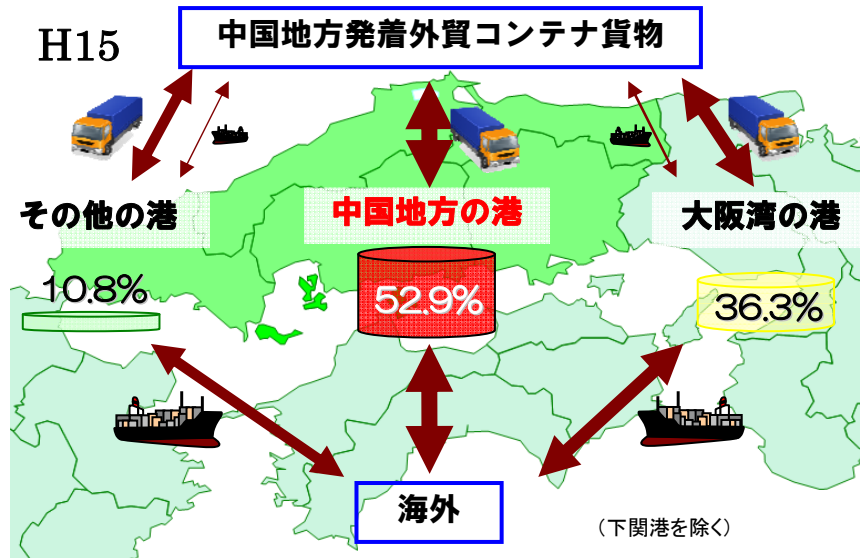 H15
中国地方発着外貿コンテナ貨物
その他の港
中国地方の港
大阪湾の港
10.8%
52.9%
36.3%
海外
(下関港を除く)